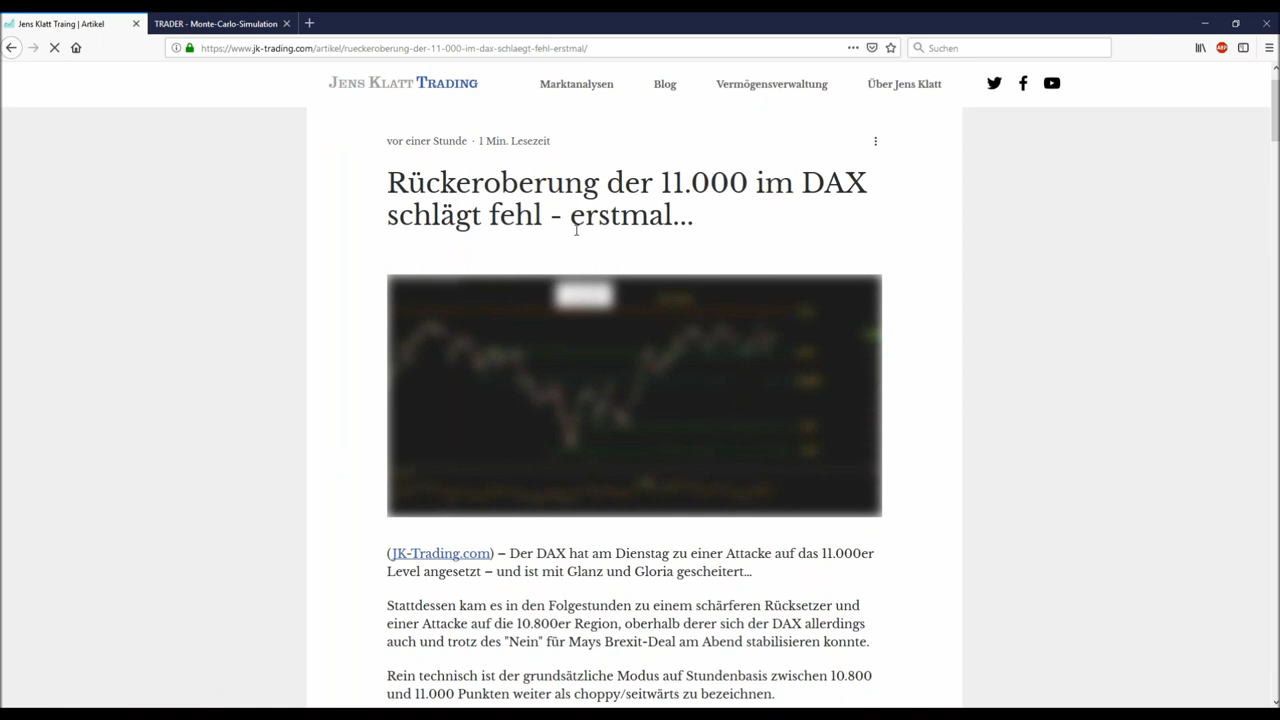 Jens Klatt Traing | Artikel
TRADER - Monte-Carlo-Simulation
https://www.jk-trading.com/artikel/rueckeroberung-der-11-000-im-dax-schlaegt-fehl-erstmal/
Suchen
ABP
JENS KLATT TRADING
Marktanalysen
Blog
Vermögensverwaltung
Über Jens Klatt
vor einer Stunde · 1 Min. Lesezeit
Rückeroberung der 11.000 im DAX
schlägt fehl - erstmal...
(JK-Trading.com) – Der DAX hat am Dienstag zu einer Attacke auf das 11.000er
Level angesetzt – und ist mit Glanz und Gloria gescheitert...
Stattdessen kam es in den Folgestunden zu einem schärferen Rücksetzer und
einer Attacke auf die 10.800er Region, oberhalb derer sich der DAX allerdings
auch und trotz des "Nein" für Mays Brexit-Deal am Abend stabilisieren konnte.
Rein technisch ist der grundsätzliche Modus auf Stundenbasis zwischen 10.800
und 11.000 Punkten weiter als choppy/seitwärts zu bezeichnen.